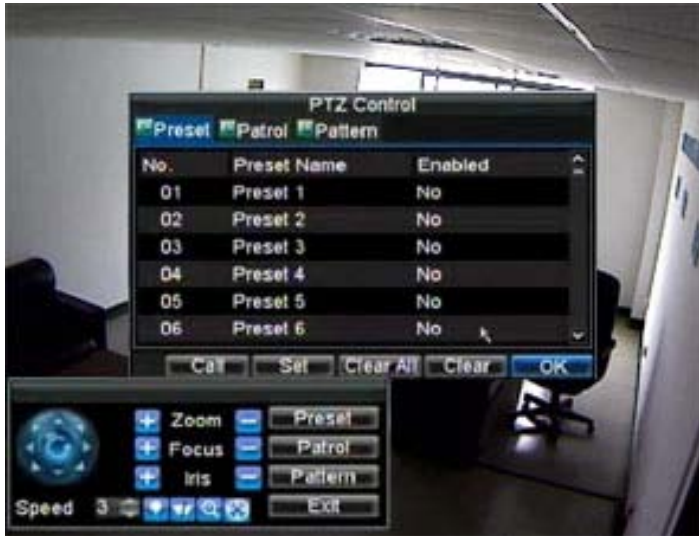 PTZ Control
Preset Patrol Pattern
No. Preset Name Enabled
01 Preset 1 No
02 Preset 2 No
03 Preset 3 No
04 Preset 4 No
05 Preset 5 No
06 Preset 6 No
Call Set Clear All Clear OK
Zoom Preset
Focus Patrol
Iris Pattern
Speed 3 Exit